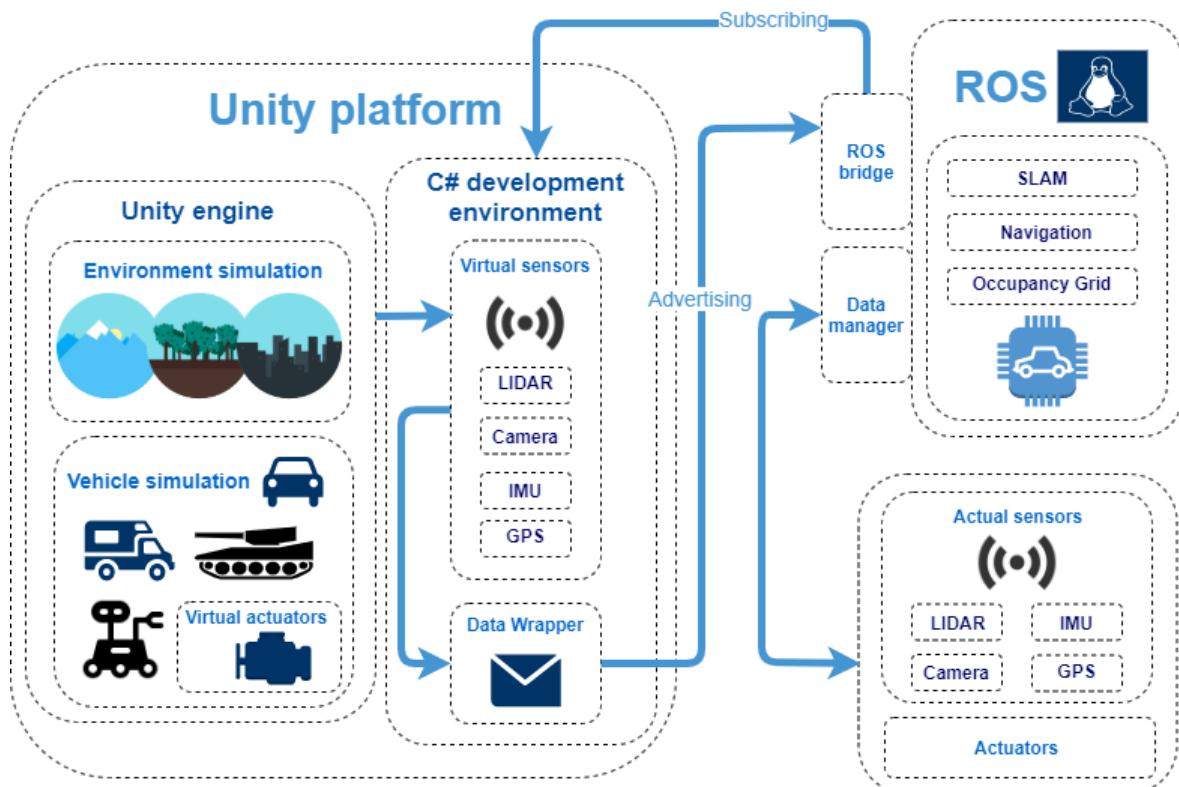 Subscribing
Unity platform
ROS
C# development
environment
ROS
bridge
SLAM
Unity engine
Navigation
Environment simulation
Virtual sensors
Occupancy Grid
Advertising
Data
manager
LIDAR
Camera
Vehicle simulation
IMU
GPS
Actual sensors
Virtual actuators
Data Wrapper
LIDAR
IMU
Camera
GPS
Actuators